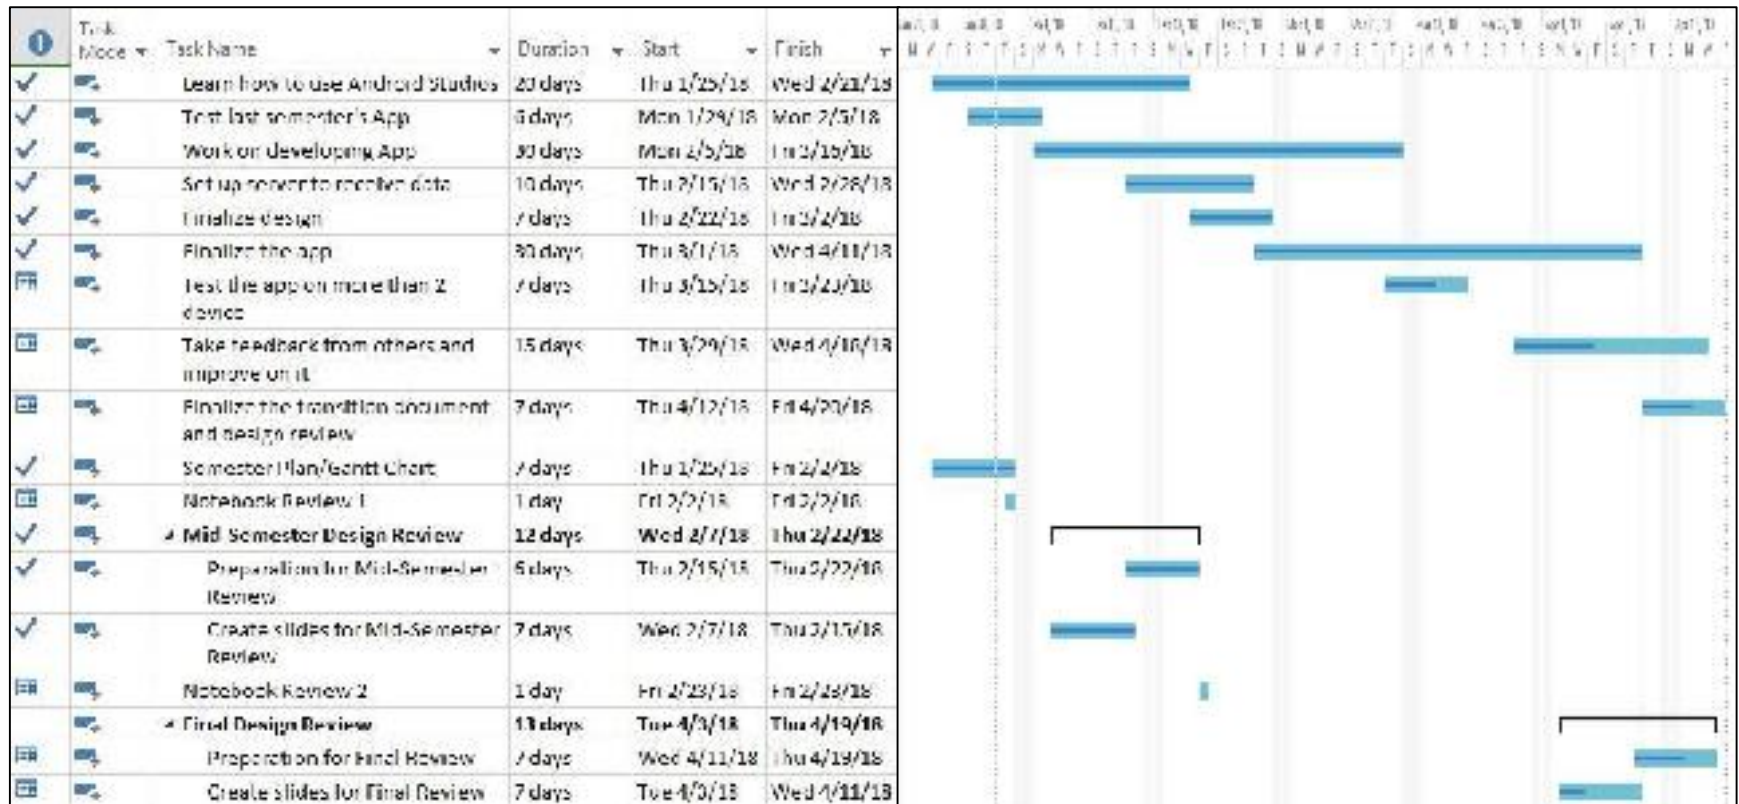 Task
Mode Task Name Duration Start Finish
Learn how to use Android Studios 20 days Thu 1/25/18 Wed 2/21/18
Test last semester's App 6 days Mon 1/29/18 Mon 2/5/18
Work on developing App 30 days Mon 2/5/18 Fri 3/16/18
Set up server to receive data 10 days Thu 2/15/18 Wed 2/28/18
Finalize design 7 days Thu 2/22/18 Fri 3/2/18
Finalize the app 30 days Thu 3/1/18 Wed 4/11/18
Test the app on more than 2 7 days Thu 3/15/18 Fri 3/23/18
device
Take feedback from others and 15 days Thu 3/29/18 Wed 4/18/18
improve on it
Finalize the transition document 7 days Thu 4/12/18 Fri 4/20/18
and design review
Semester Plan/Gantt Chart 7 days Thu 1/25/18 Fri 2/2/18
Notebook Review 1 1 day Fri 2/2/18 Fri 2/2/18
Mid-Semester Design Review 12 days Wed 2/7/18 Thu 2/22/18
Preparation for Mid-Semester 6 days Thu 2/15/18 Thu 2/22/18
Review
Create slides for Mid-Semester 7 days Wed 2/7/18 Thu 2/15/18
Review
Notebook Review 2 1 day Fri 2/23/18 Fri 2/23/18
Final Design Review 13 days Tue 4/3/18 Thu 4/19/18
Preparation for Final Review 7 days Wed 4/11/18 Thu 4/19/18
Create slides for Final Review 7 days Tue 4/3/18 Wed 4/11/18